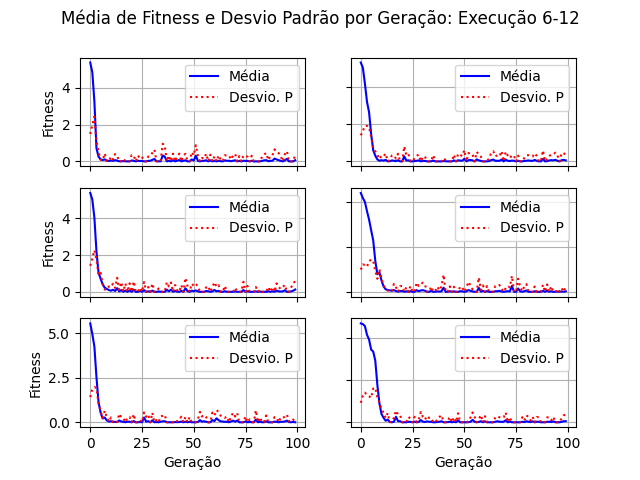 Média de Fitness e Desvio Padrão por Geração: Execução 6-12
Fitness
4
2
0
Média
Desvio. P
Média
Desvio. P
Fitness
4
2
0
Média
Desvio. P
Média
Desvio. P
Fitness
5.0
2.5
0.0
Média
Desvio. P
Média
Desvio. P
0 25 50 75 100
0 25 50 75 100
Geração
Geração